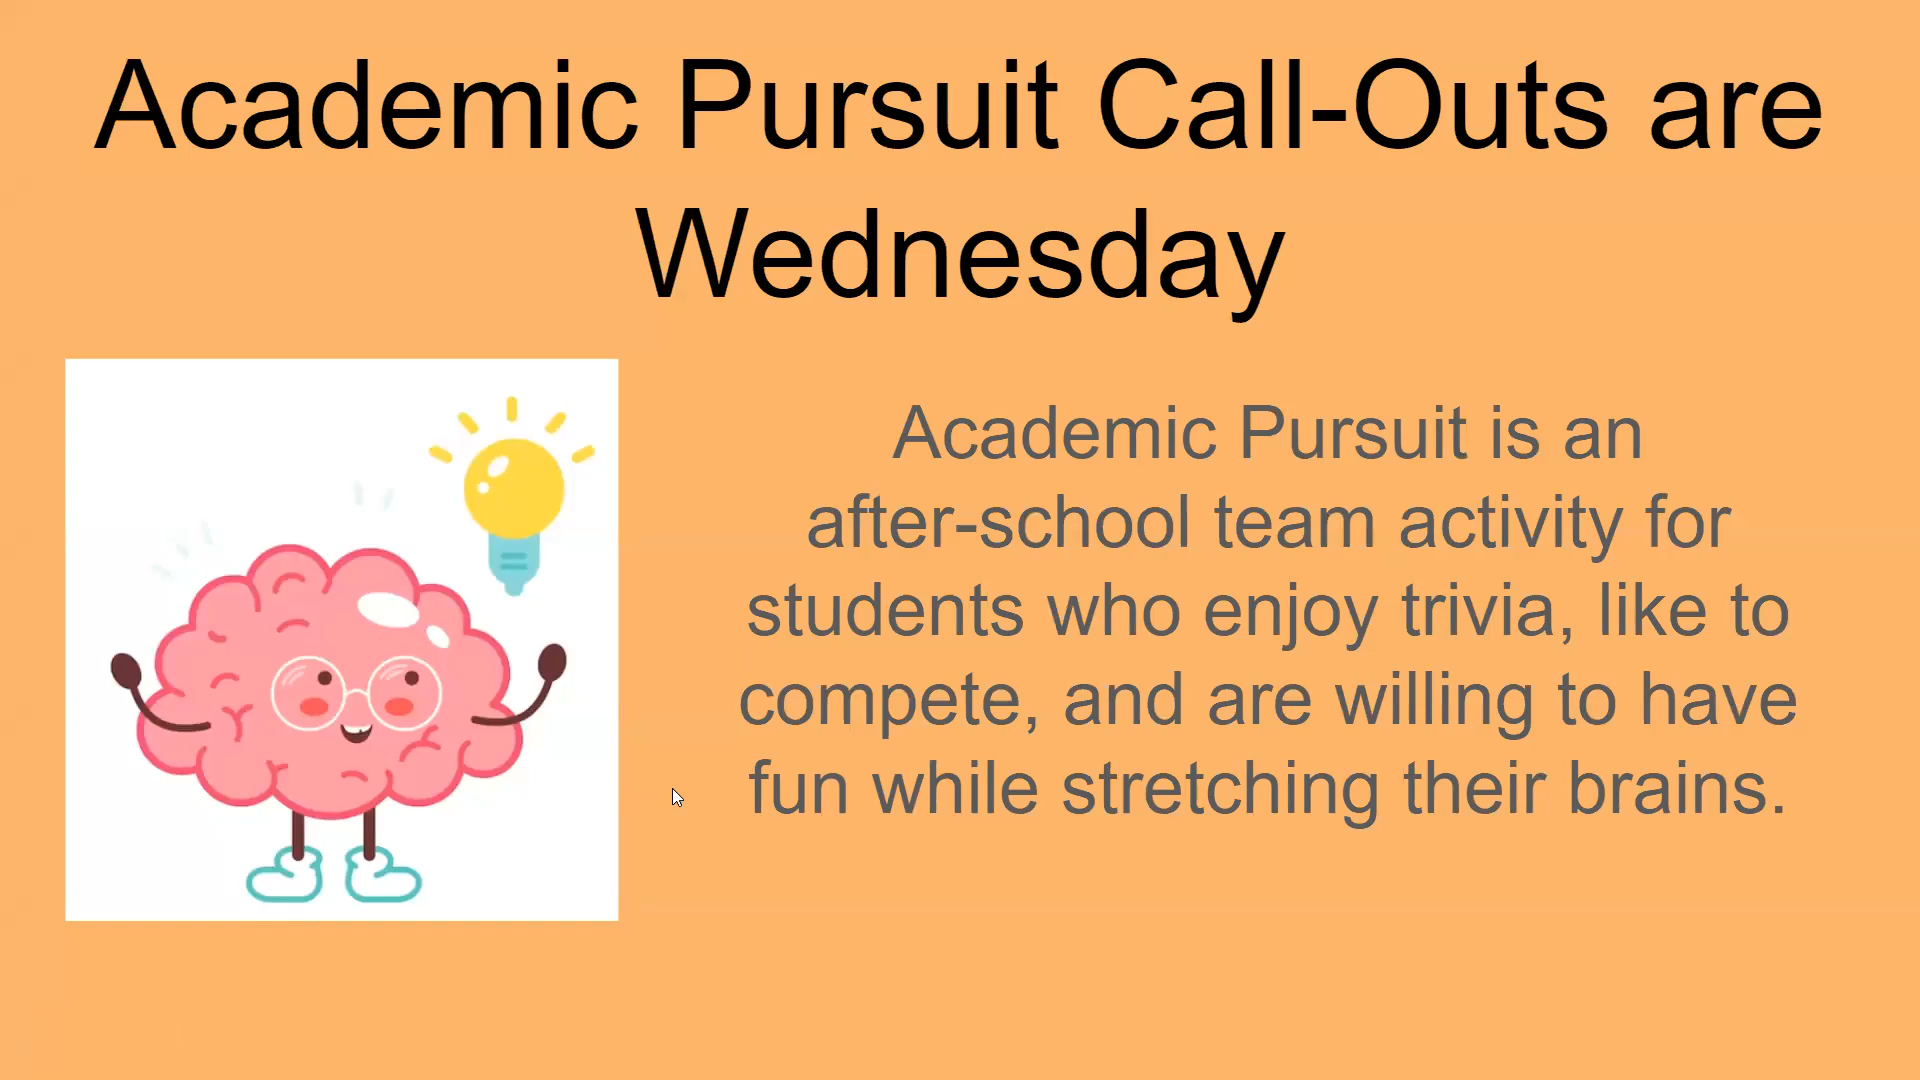 Academic Pursuit Call-Outs are
Wednesday
Academic Pursuit is an
after-school team activity for
students who enjoy trivia, like to
compete, and are willing to have
fun while stretching their brains.